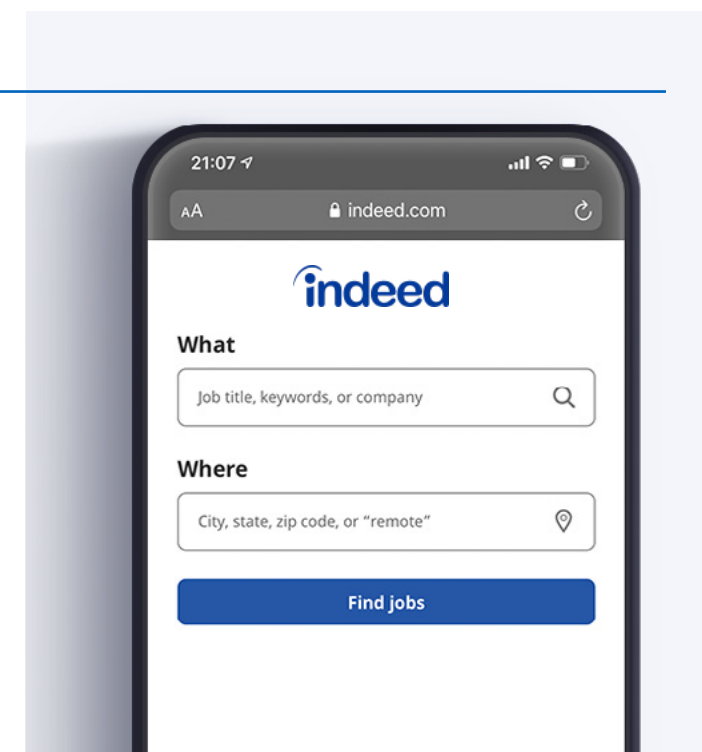 21:07
AA indeed.com
indeed
What
Job title, keywords, or company
Where
City, state, zip code, or “remote”
Find jobs